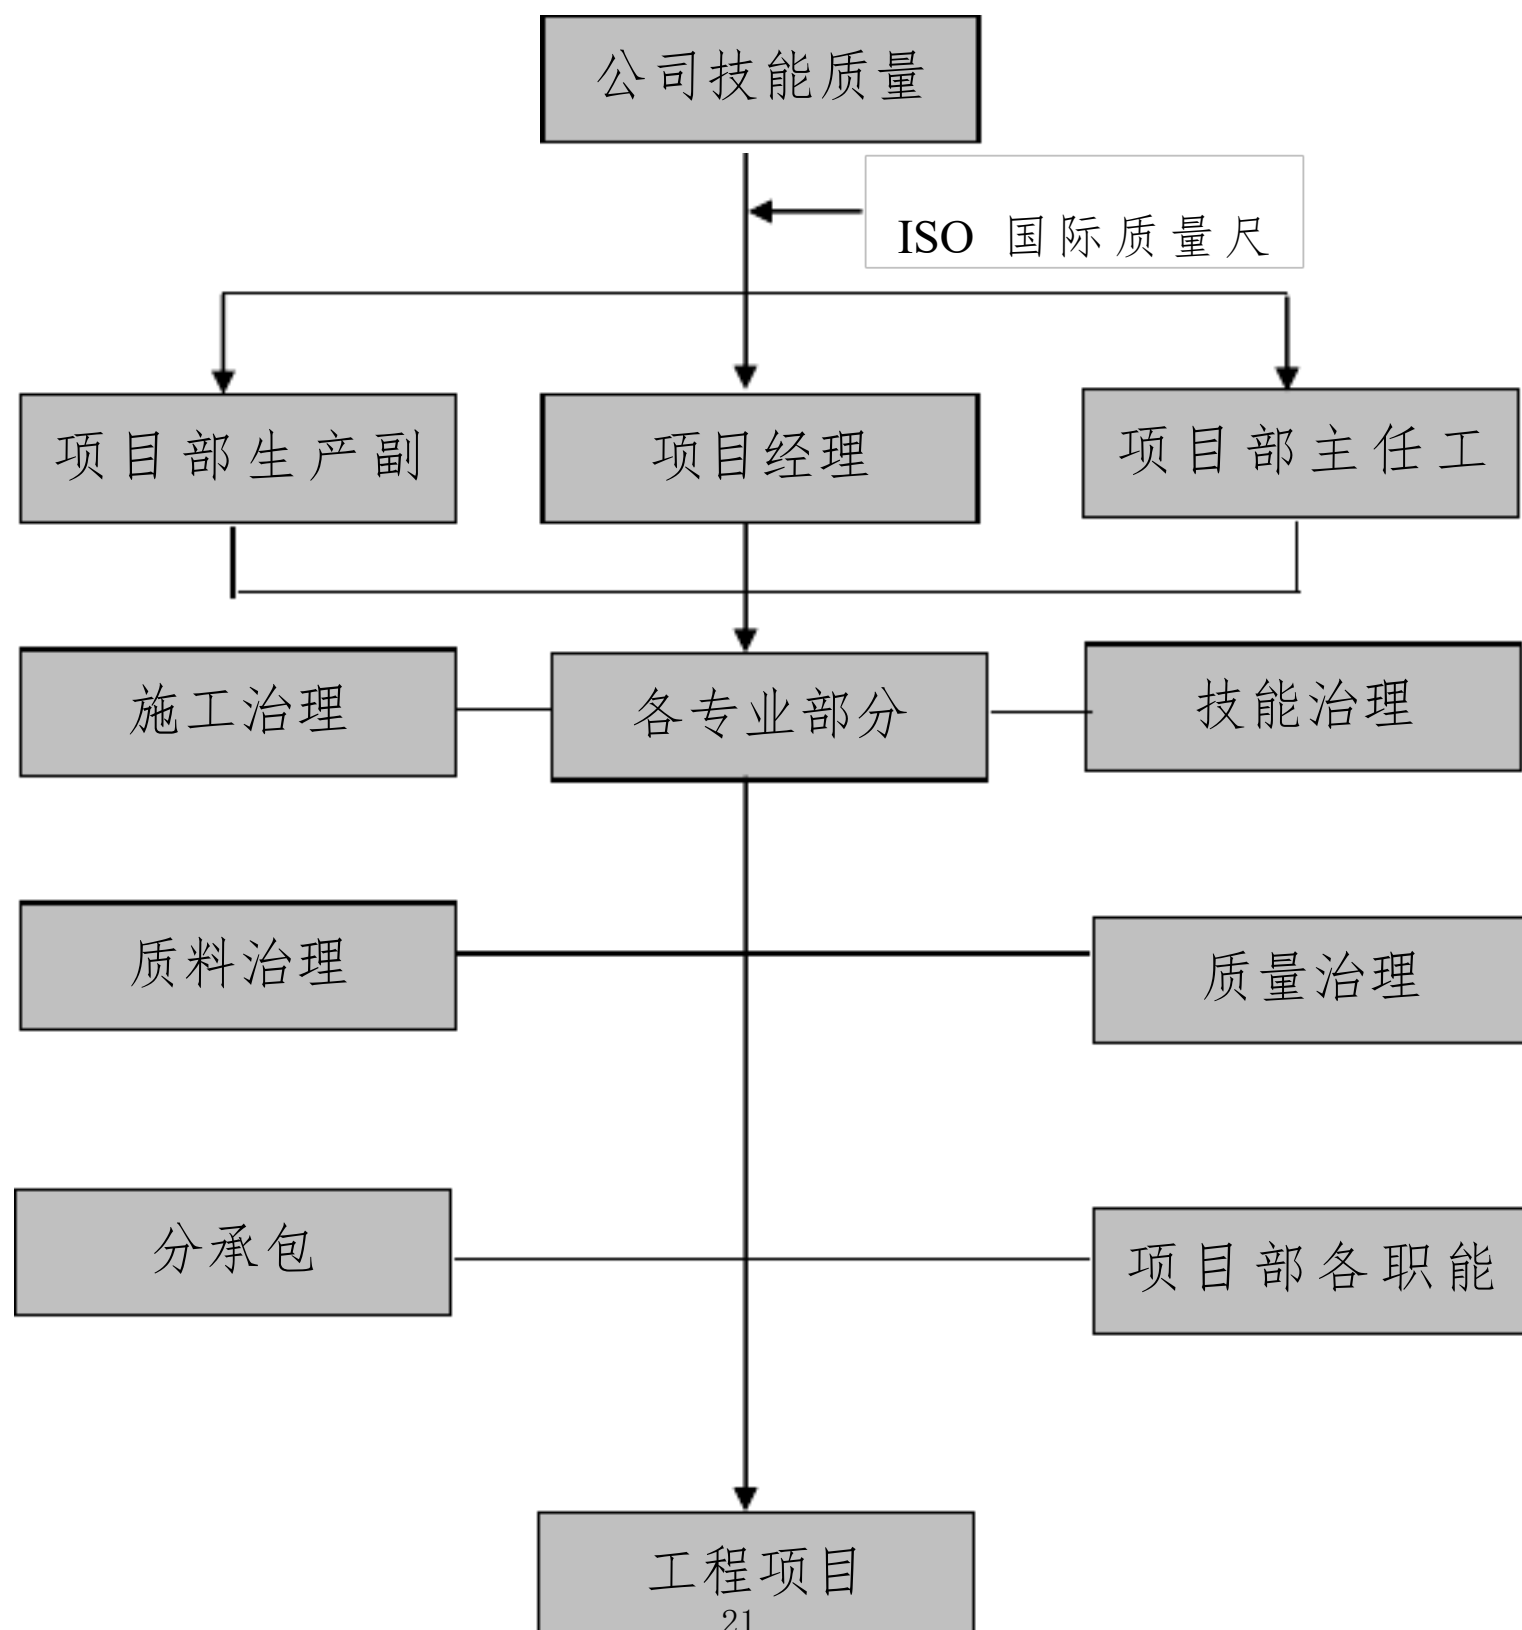 公司技能质量
ISO 国际质量尺
项目部生产副
项目经理
项目部主任工
施工治理
各专业部分
技能治理
质料治理
质量治理
分承包
项目部各职能
工程项目
21